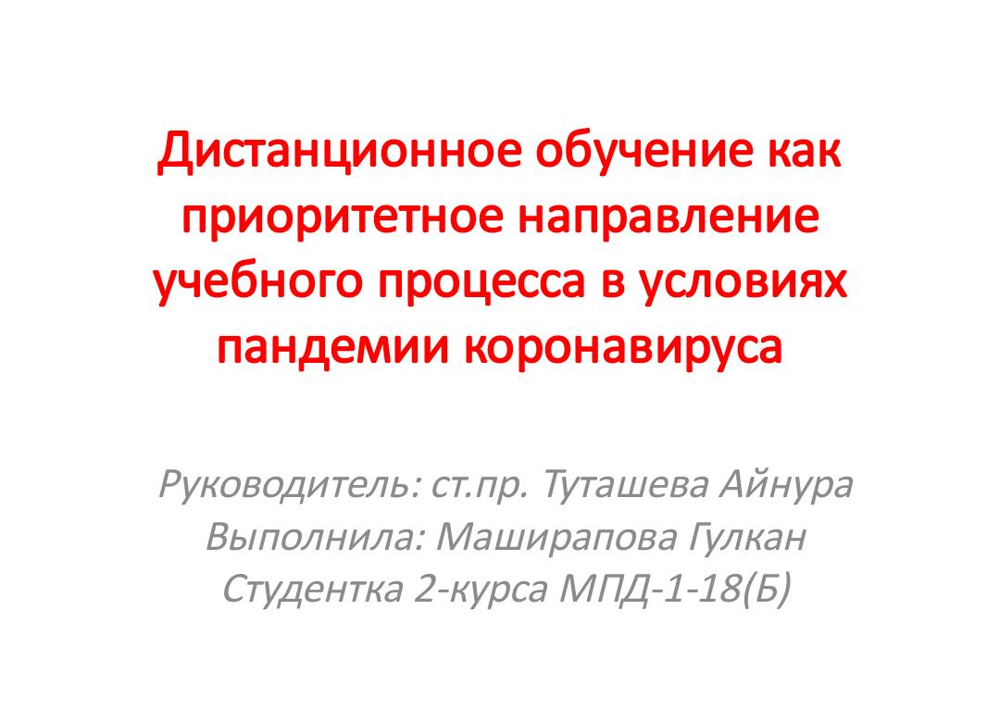 Дистанционное обучение как
приоритетное направление
учебного процесса в условиях
пандемии коронавируса
Руководитель: ст.пр. Туташева Айнура
Выполнила: Маширапова Гулкан
Студентка 2-курса МПД-1-18(Б)